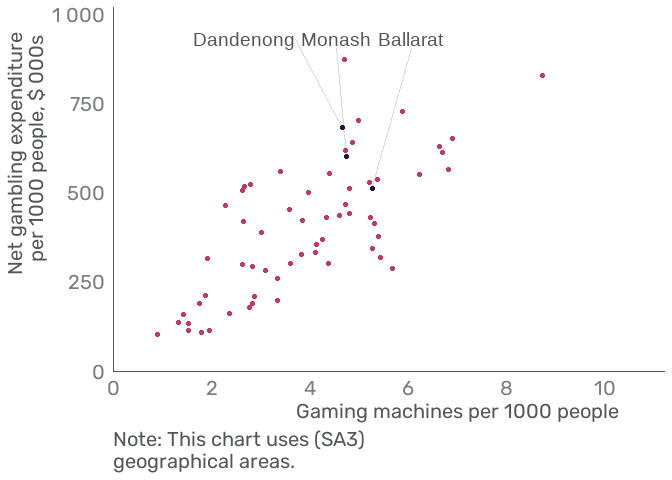 1 000
Dandenong Monash Ballarat
Net gambling expenditure
per 1000 people, $ 000s
750
500
250
0
0 2 4 6 8 10
Gaming machines per 1000 people
Note: This chart uses (SA3)
geographical areas.